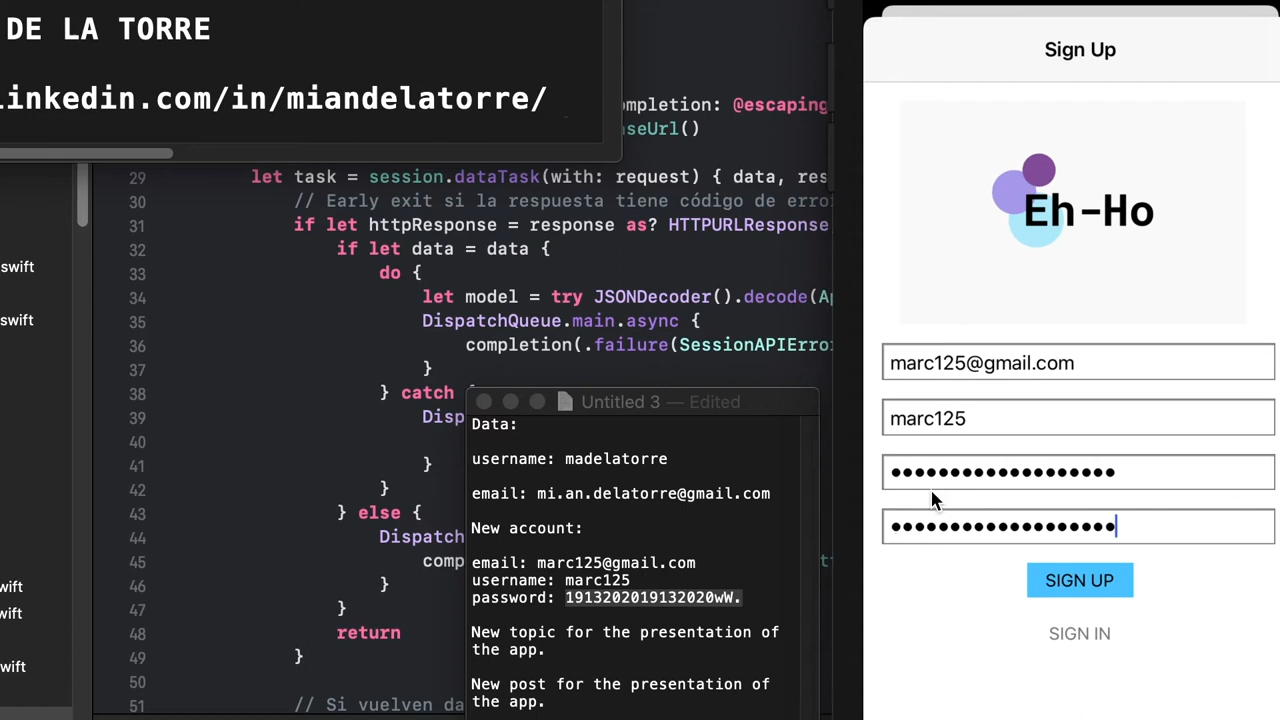 DE LA TORRE
linkedin.com/in/miandelatorre/
swift
swift
wift
wift
wift
ompletion: @escaping
seUrl()
29 let task = session.dataTask(with: request) { data, res
30 // Early exit si la respuesta tiene código de erro
31 if let httpResponse = response as? HTTPURLResponse
32 if let data = data {
33 do {
34 let model = try JSONDecoder().decode(Ap
35 DispatchQueue.main.async {
36 completion(.failure(SessionAPIErro
37 }
38 } catch {
39 Disp
41 }
42 }
43 } else {
44 Dispatch
45 comp
46 }
47 }
48 return
49 }
50
51 // Si vuelven da
Untitled 3 — Edited
Data:
username: madelatorre
email: mi.an.delatorre@gmail.com
New account:
email: marc125@gmail.com
username: marc125
password: 1913202019132020wW.
New topic for the presentation of
the app.
New post for the presentation of
the app.
Sign Up
Eh-Ho
marc125@gmail.com
marc125
●●●●●●●●●●●●●●●●●●●
●●●●●●●●●●●●●●●●●●●
SIGN UP
SIGN IN